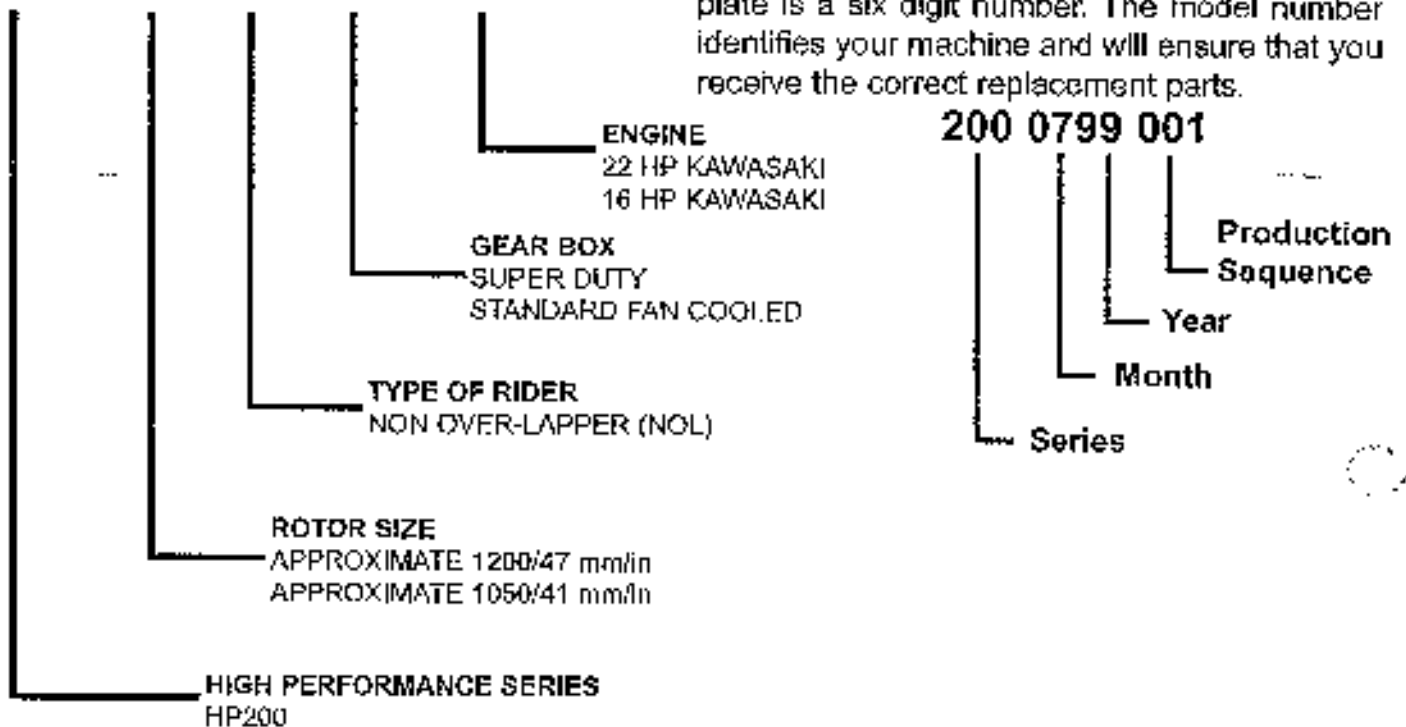 plate is a six digit number. The model number
identifies your machine and will ensure that you
receive the correct replacement parts.
200 0799 001
Production
Sequence
Year
Month
Series
ENGINE
22 HP KAWASAKI
16 HP KAWASAKI
GEAR BOX
SUPER DUTY
STANDARD FAN COOLED
TYPE OF RIDER
NON OVER-LAPPER (NOL)
ROTOR SIZE
APPROXIMATE 1200/47 mm/in
APPROXIMATE 1050/41 mm/in
HIGH PERFORMANCE SERIES
HP200